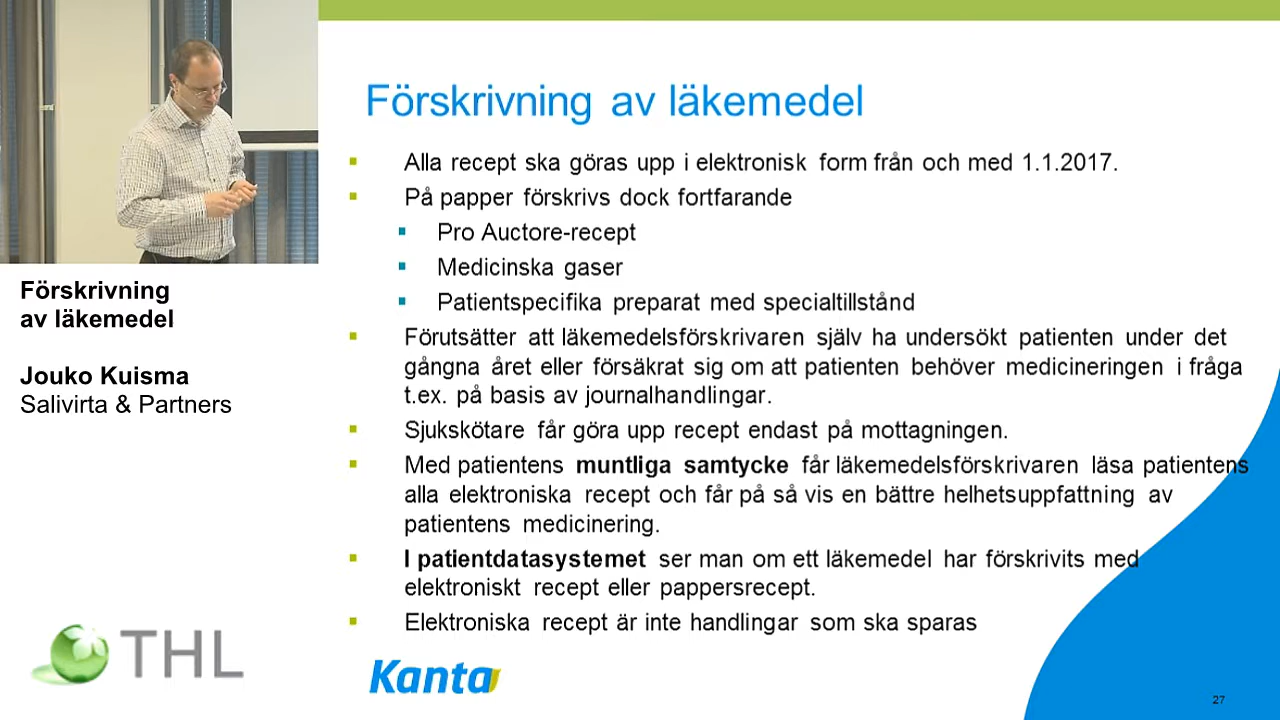 Förskrivning av läkemedel
Alla recept ska göras upp i elektronisk form från och med 1.1.2017.
På papper förskrivs dock fortfarande
Pro Auctore-recept
Medicinska gaser
Patientspecifika preparat med specialtillstånd
Förutsätter att läkemedelsförskrivaren själv ha undersökt patienten under det
gångna året eller försäkrat sig om att patienten behöver medicineringen i fråga
t.ex. på basis av journalhandlingar.
Sjukskötare får göra upp recept endast på mottagningen.
Med patientens muntliga samtycke får läkemedelsförskrivaren läsa patientens
alla elektroniska recept och får på så vis en bättre helhetsuppfattning av
patientens medicinering.
I patientdatasystemet ser man om ett läkemedel har förskrivits med
elektroniskt recept eller pappersrecept.
Elektroniska recept är inte handlingar som ska sparas
Förskrivning
av läkemedel
Jouko Kuisma
Salivirta & Partners
THL
Kanta
27